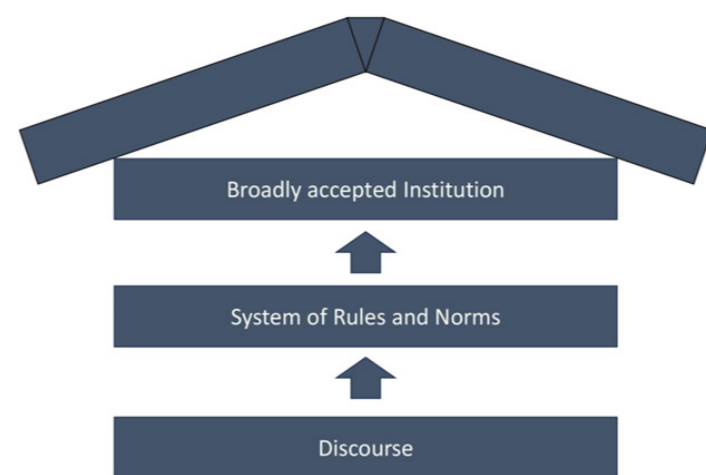 Broadly accepted Institution
System of Rules and Norms
Discourse